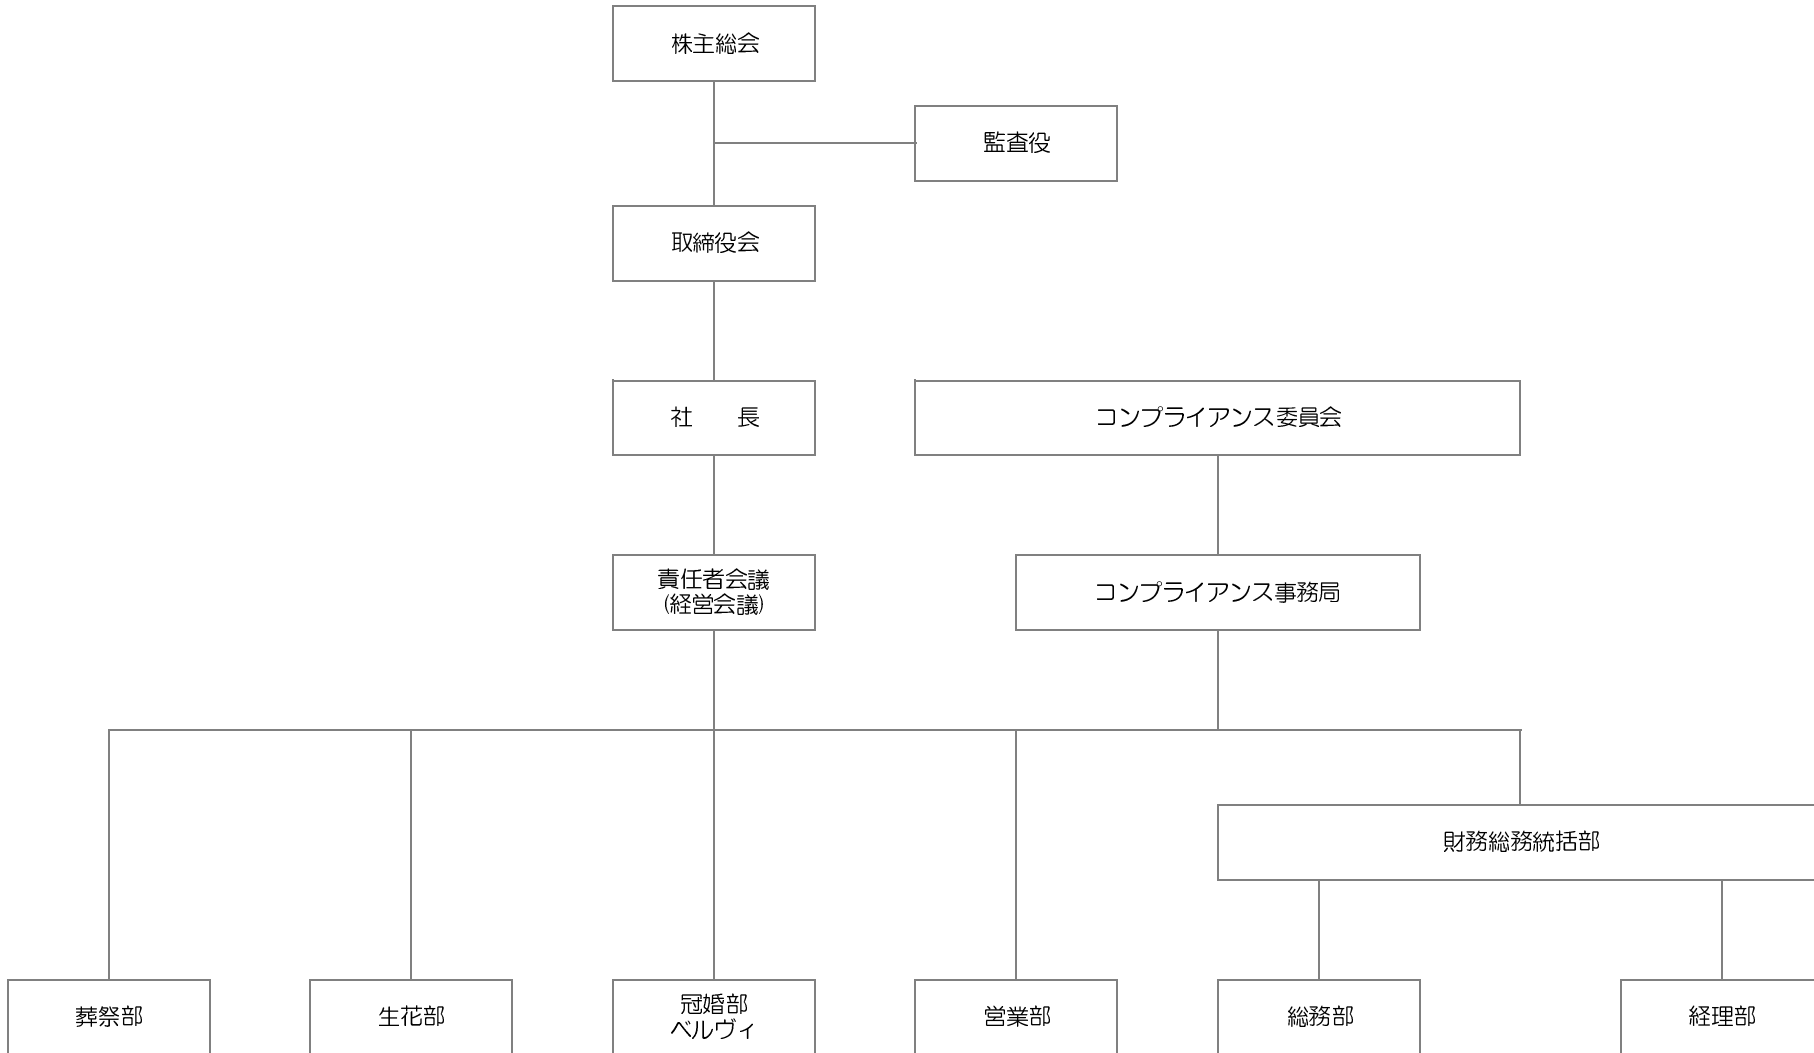 株主総会
監査役
取締役会
社　　長
コンプライアンス委員会
責任者会議
(経営会議)
コンプライアンス事務局
財務総務統括部
葬祭部
生花部
冠婚部
ベルヴィ
営業部
総務部
経理部